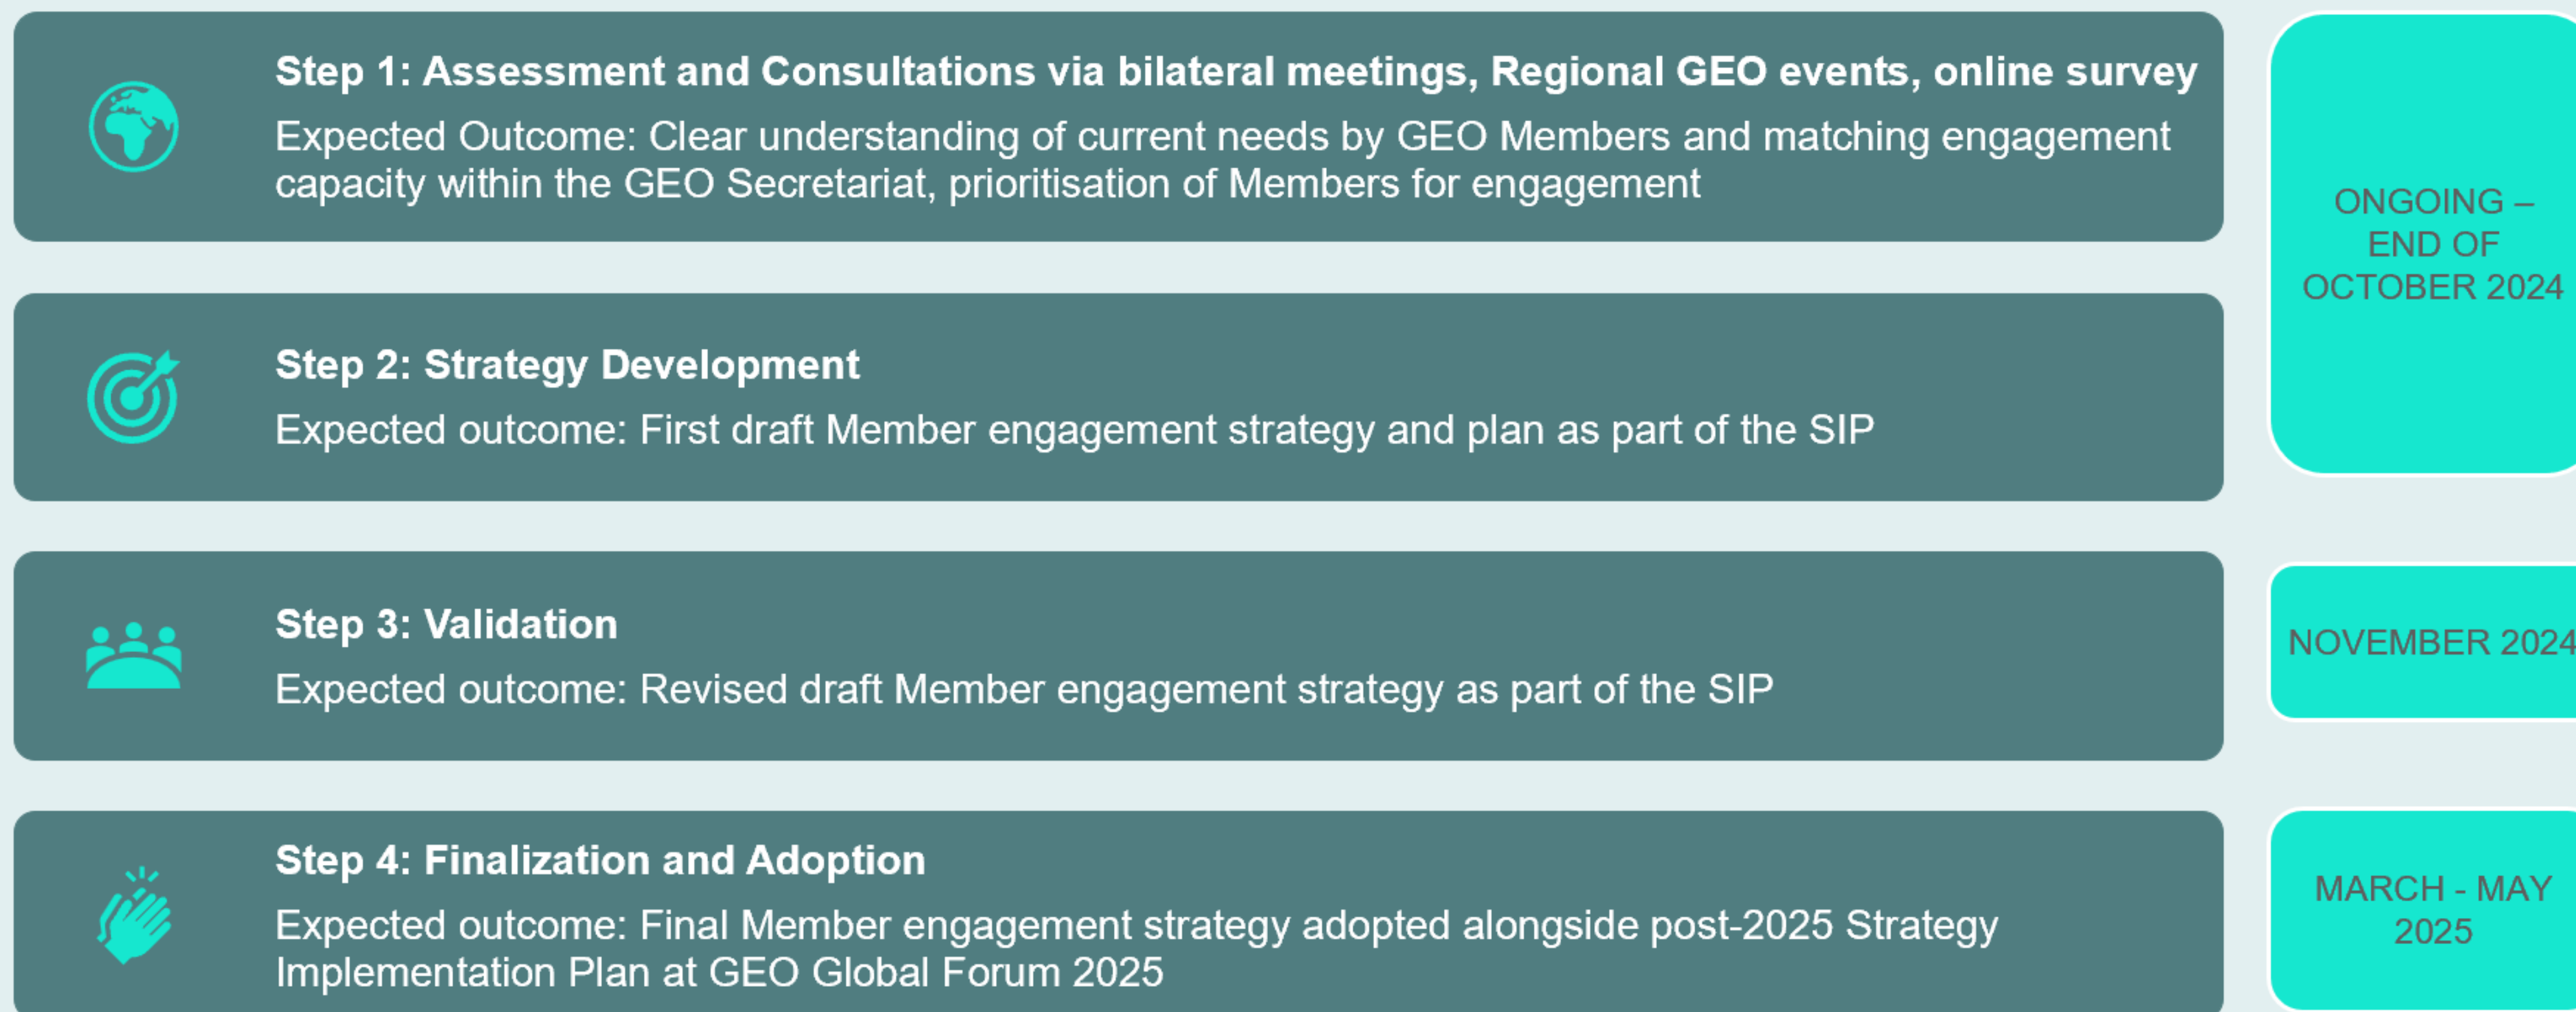 Step 1: Assessment and Consultations via bilateral meetings, Regional GEO events, online survey
Expected Outcome: Clear understanding of current needs by GEO Members and matching engagement
capacity within the GEO Secretariat, prioritisation of Members for engagement
ONGOING –
END OF
OCTOBER 2024
Step 2: Strategy Development
Expected outcome: First draft Member engagement strategy and plan as part of the SIP
Step 3: Validation
Expected outcome: Revised draft Member engagement strategy as part of the SIP
NOVEMBER 2024
Step 4: Finalization and Adoption
Expected outcome: Final Member engagement strategy adopted alongside post-2025 Strategy
Implementation Plan at GEO Global Forum 2025
MARCH - MAY
2025